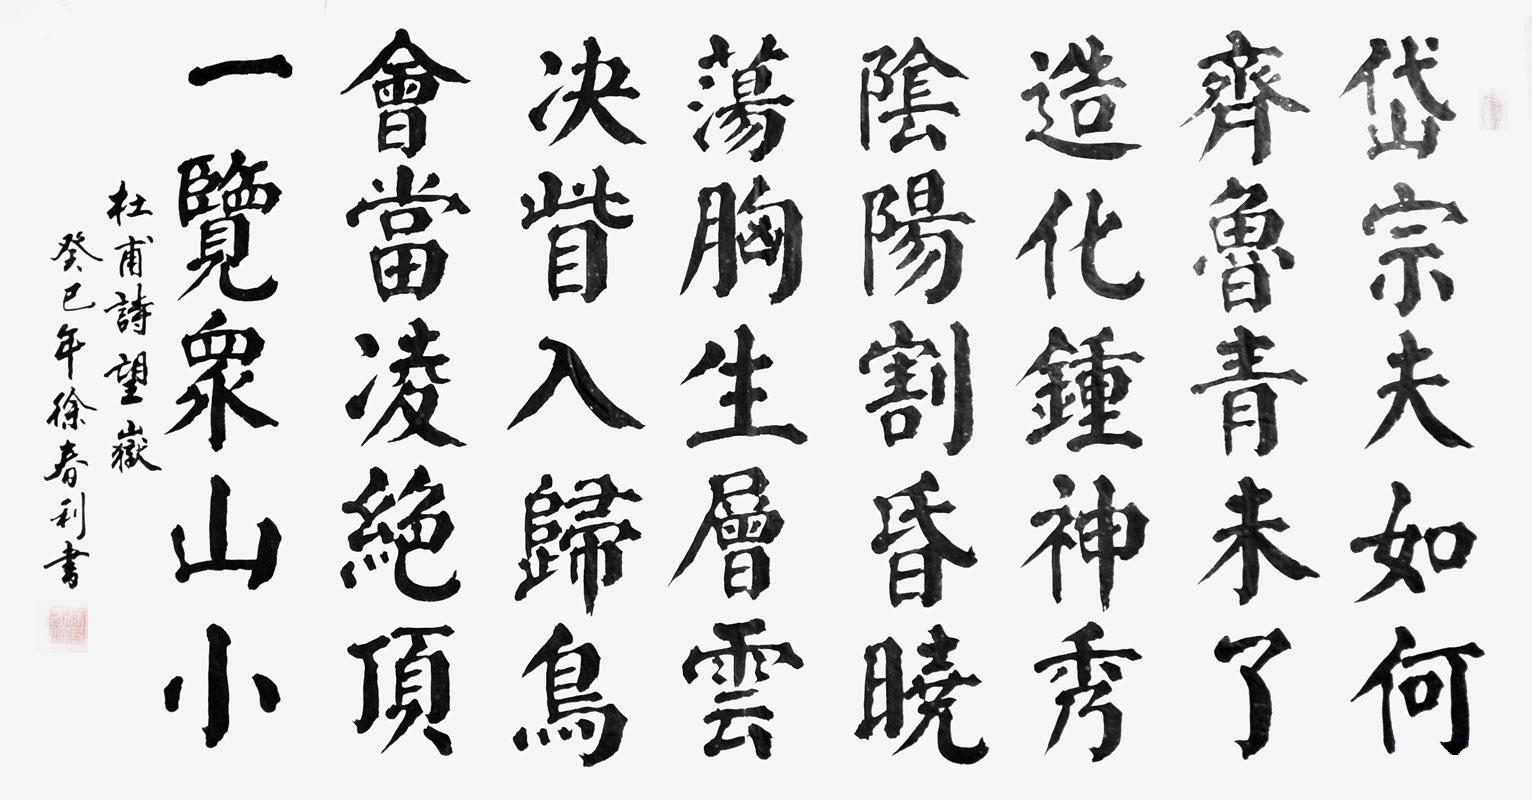 岱宗夫如何
齊魯青未了
造化鍾神秀
陰陽割昏曉
蕩胸生層雲
決眥入歸鳥
會當凌絕頂
一覽眾山小
杜甫詩望嶽
癸巳年徐春利書